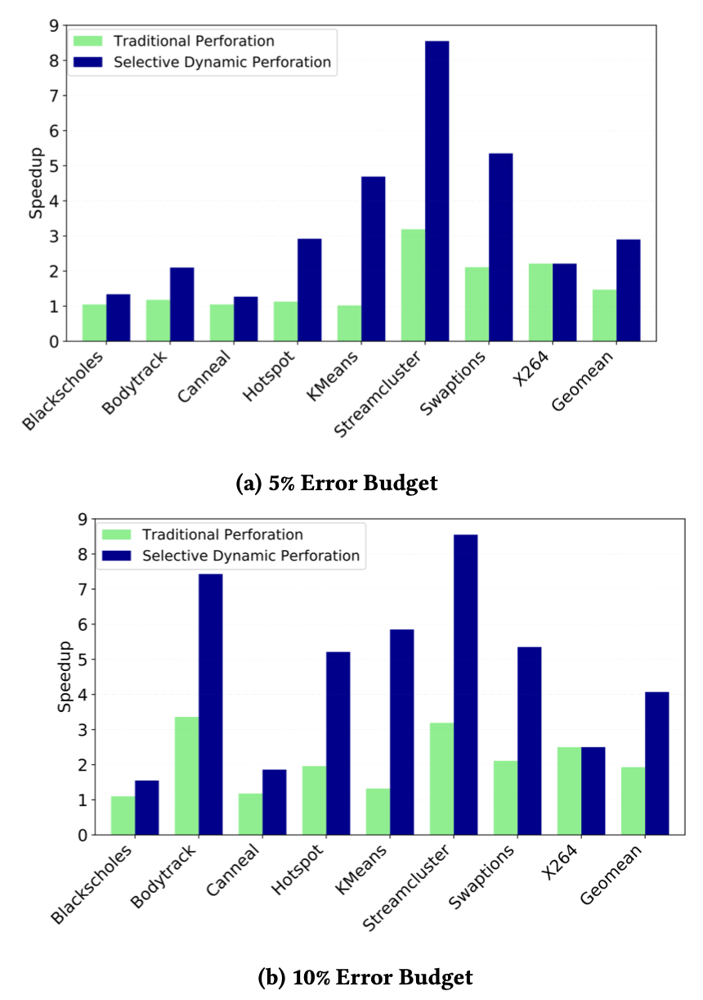 9
8
7
6
5
4
3
2
1
0
Speedup
Traditional Perforation
Selective Dynamic Perforation
Blackscholes
Bodytrack
Canneal
Hotspot
KMeans
Streamcluster
Swaptions
X264
Geomean
(a) 5% Error Budget
9
8
7
6
5
4
3
2
1
0
Speedup
Traditional Perforation
Selective Dynamic Perforation
Blackscholes
Bodytrack
Canneal
Hotspot
KMeans
Streamcluster
Swaptions
X264
Geomean
(b) 10% Error Budget